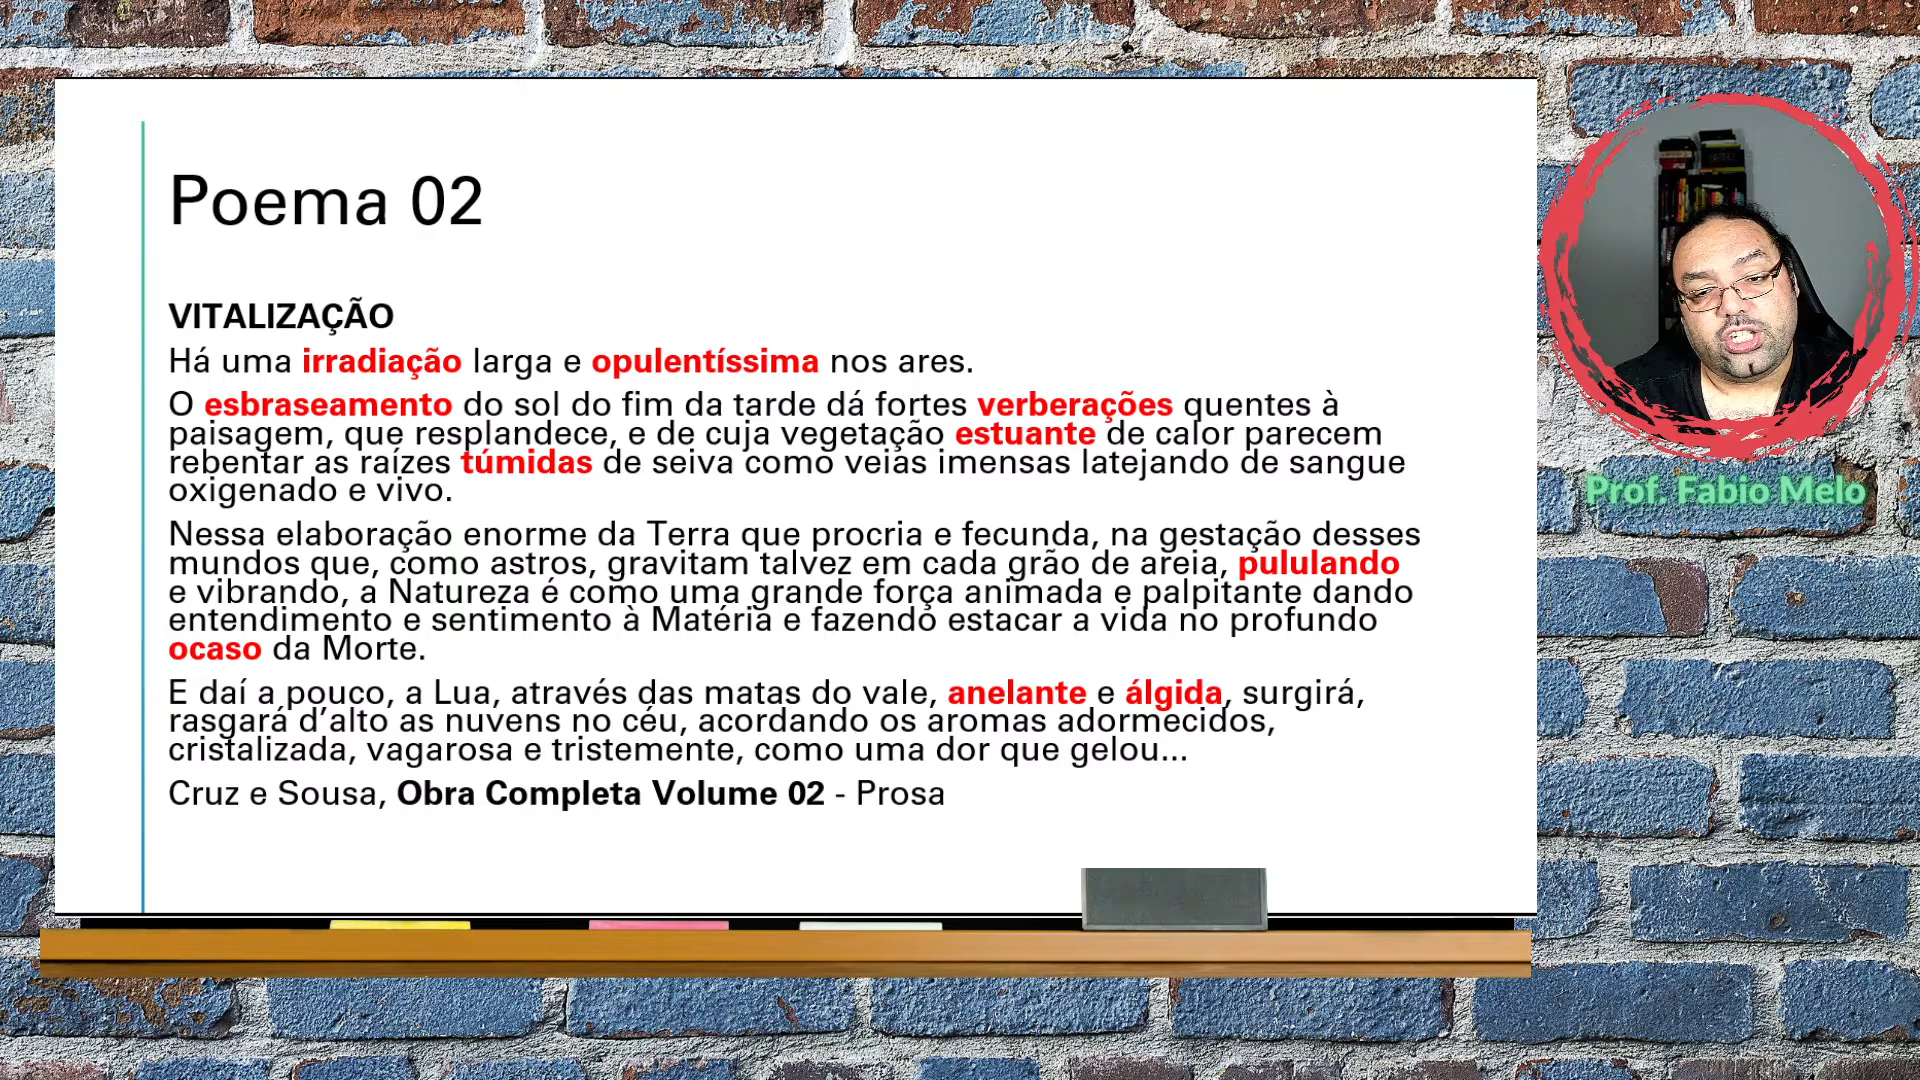 Poema 02
VITALIZAÇÃO
Há uma irradiação larga e opulentíssima nos ares.
O esbraseamento do sol do fim da tarde dá fortes verberações quentes à
paisagem, que resplandece, e de cuja vegetação estuante de calor parecem
rebentar as raízes túmidas de seiva como veias imensas latejando de sangue
oxigenado e vivo.
Nessa elaboração enorme da Terra que procria e fecunda, na gestação desses
mundos que, como astros, gravitam talvez em cada grão de areia, pululando
e vibrando, a Natureza é como uma grande força animada e palpitante dando
entendimento e sentimento à Matéria e fazendo estacar a vida no profundo
ocaso da Morte.
E daí a pouco, a Lua, através das matas do vale, anelante e álgida, surgirá,
rasgará d’alto as nuvens no céu, acordando os aromas adormecidos,
cristalizada, vagarosa e tristemente, como uma dor que gelou...
Cruz e Sousa, Obra Completa Volume 02 - Prosa
Prof. Fabio Melo